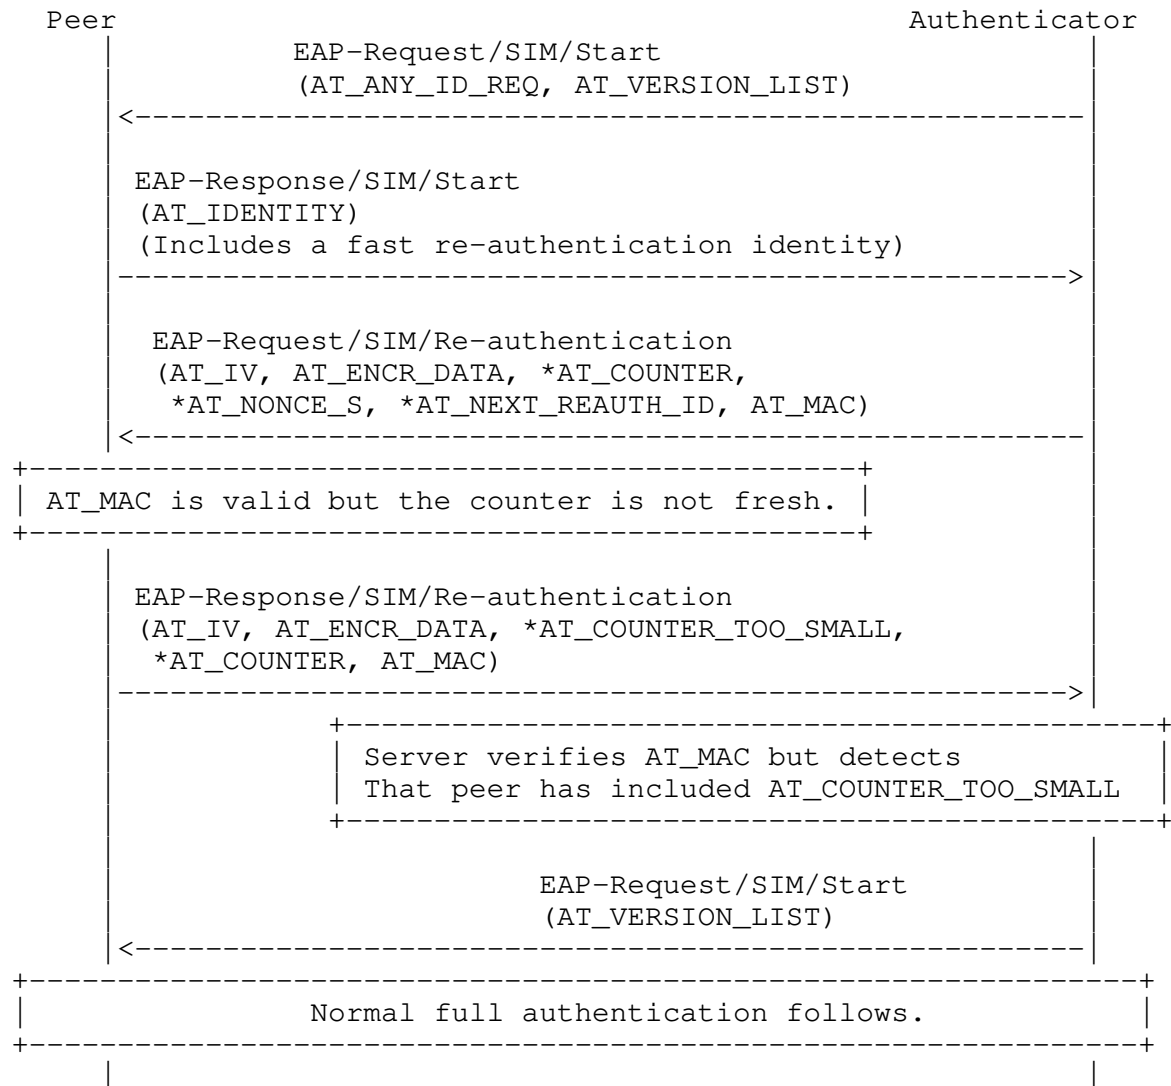 Peer Authenticator
EAP-Request/SIM/Start
(AT_ANY_ID_REQ, AT_VERSION_LIST)
EAP-Response/SIM/Start
(AT_IDENTITY)
(Includes a fast re-authentication identity)
EAP-Request/SIM/Re-authentication
(AT_IV, AT_ENCR_DATA, *AT_COUNTER,
*AT_NONCE_S, *AT_NEXT_REAUTH_ID, AT_MAC)
AT_MAC is valid but the counter is not fresh.
EAP-Response/SIM/Re-authentication
(AT_IV, AT_ENCR_DATA, *AT_COUNTER_TOO_SMALL,
*AT_COUNTER, AT_MAC)
Server verifies AT_MAC but detects
That peer has included AT_COUNTER_TOO_SMALL
EAP-Request/SIM/Start
(AT_VERSION_LIST)
Normal full authentication follows.